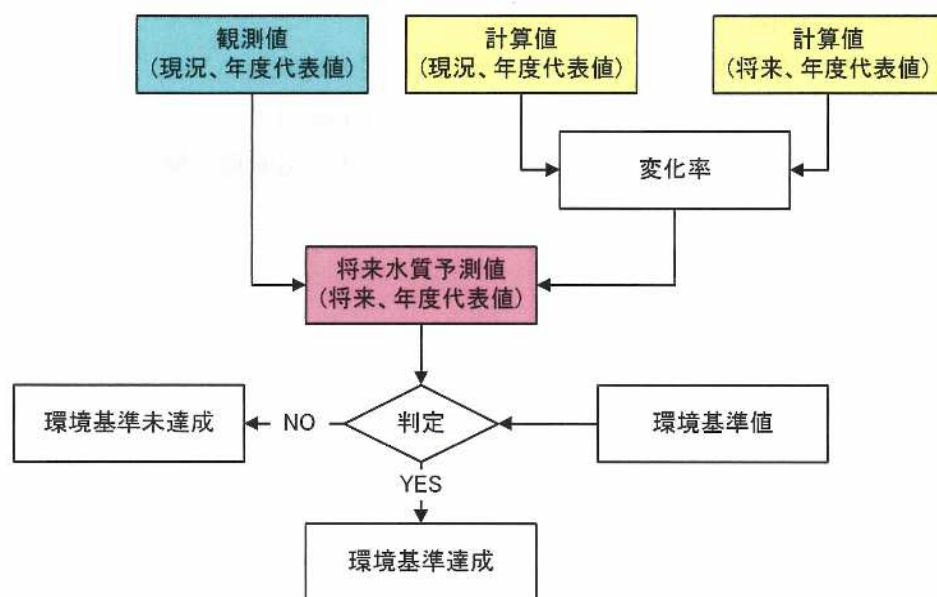 観測値
(現況、年度代表値)
計算値
(現況、年度代表値)
計算値
(将来、年度代表値)
変化率
将来水質予測値
(将来、年度代表値)
環境基準未達成
NO
判定
環境基準値
YES
環境基準達成